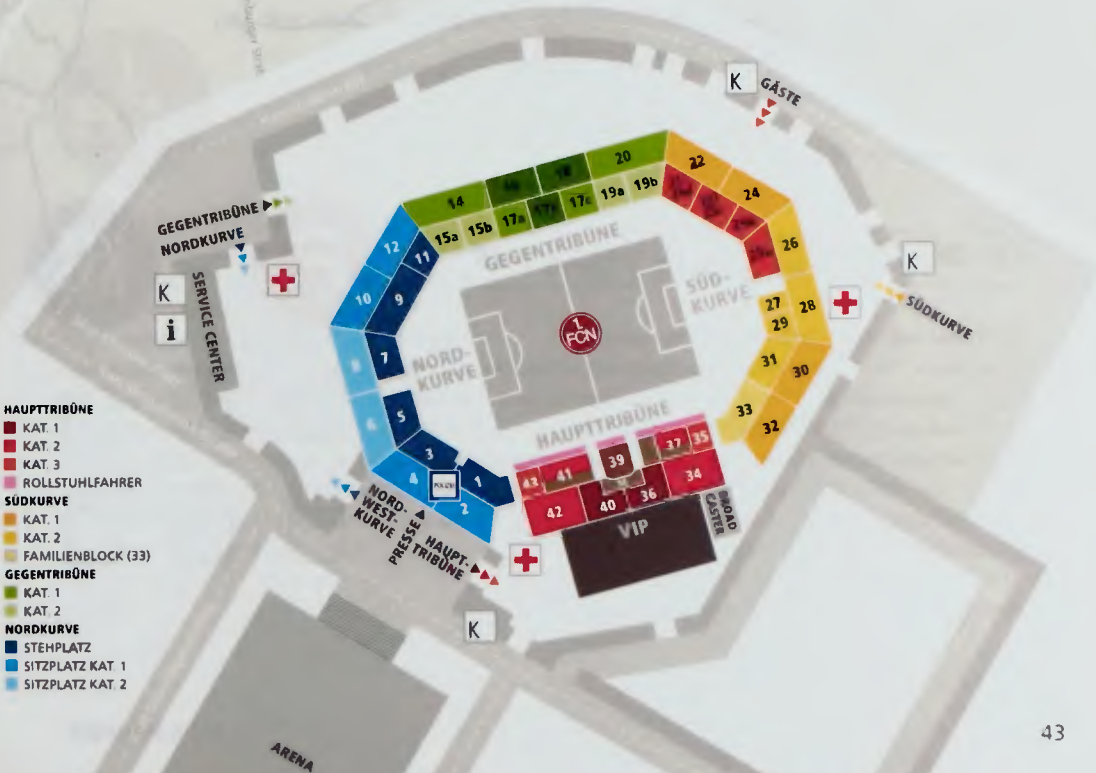 K
GÄSTE
22
20
18
24
14
19b
19a
17c
17a
15b
15a
GEGENTRIBÜNE
NORDKURVE
12
11
GEGENTRIBÜNE
26
K
K
SERVICE CENTER
10
9
SÜD-
KURVE
27
28
29
SÜDKURVE
i
1.
FCN
8
7
NORD-
KURVE
31
30
HAUPTTRIBÜNE
KAT. 1
KAT. 2
KAT. 3
ROLLSTUHLFAHRER
SÜDKURVE
KAT. 1
KAT. 2
FAMILIENBLOCK (33)
GEGENTRIBÜNE
KAT. 1
KAT. 2
NORDKURVE
STEHPLATZ
SITZPLATZ KAT. 1
SITZPLATZ KAT. 2
6
5
33
32
HAUPTTRIBÜNE
3
39
37
35
4
POLIZEI
1
2
43
41
34
42
40
36
VIP
BROAD
CASTER
NORD-
WEST-
KURVE
PRESSE
HAUPT-
TRIBÜNE
K
ARENA
43